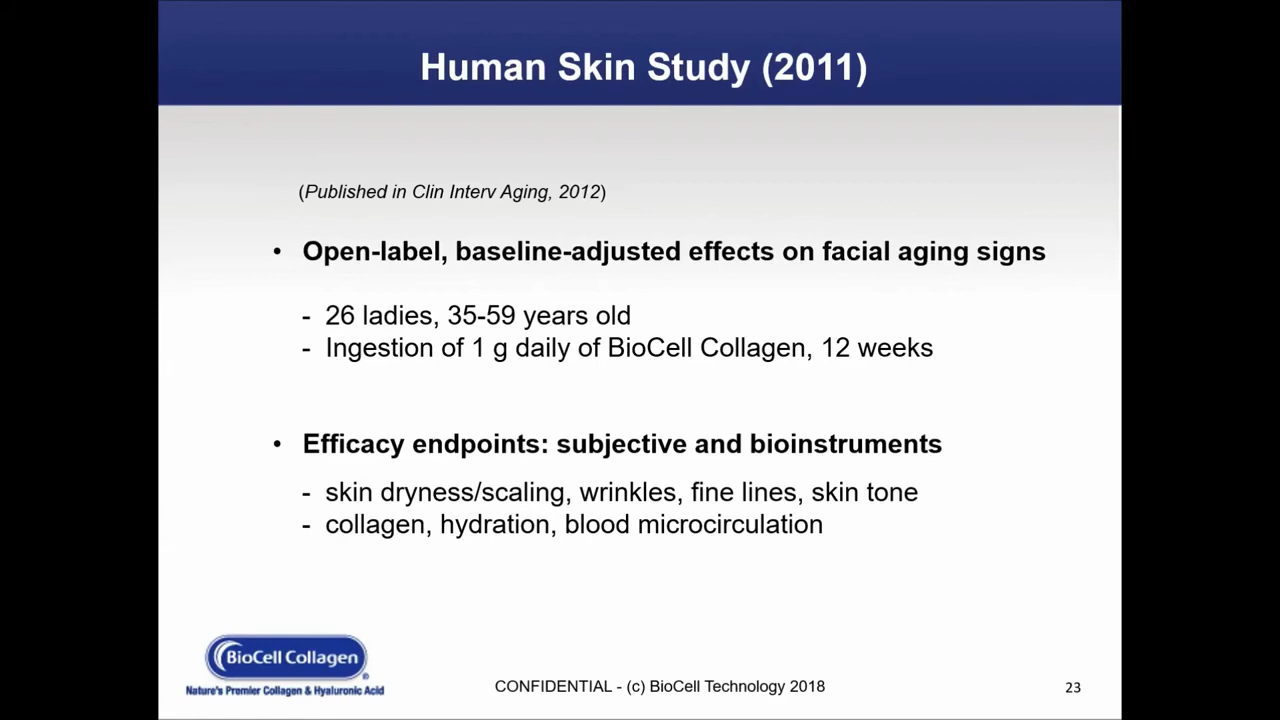 Human Skin Study (2011)
(Published in Clin Interv Aging, 2012)
• Open-label, baseline-adjusted effects on facial aging signs
- 26 ladies, 35-59 years old
- Ingestion of 1 g daily of BioCell Collagen, 12 weeks
• Efficacy endpoints: subjective and bioinstruments
- skin dryness/scaling, wrinkles, fine lines, skin tone
- collagen, hydration, blood microcirculation
BioCell Collagen
®
Nature's Premier Collagen & Hyaluronic Acid
CONFIDENTIAL - (c) BioCell Technology 2018
23